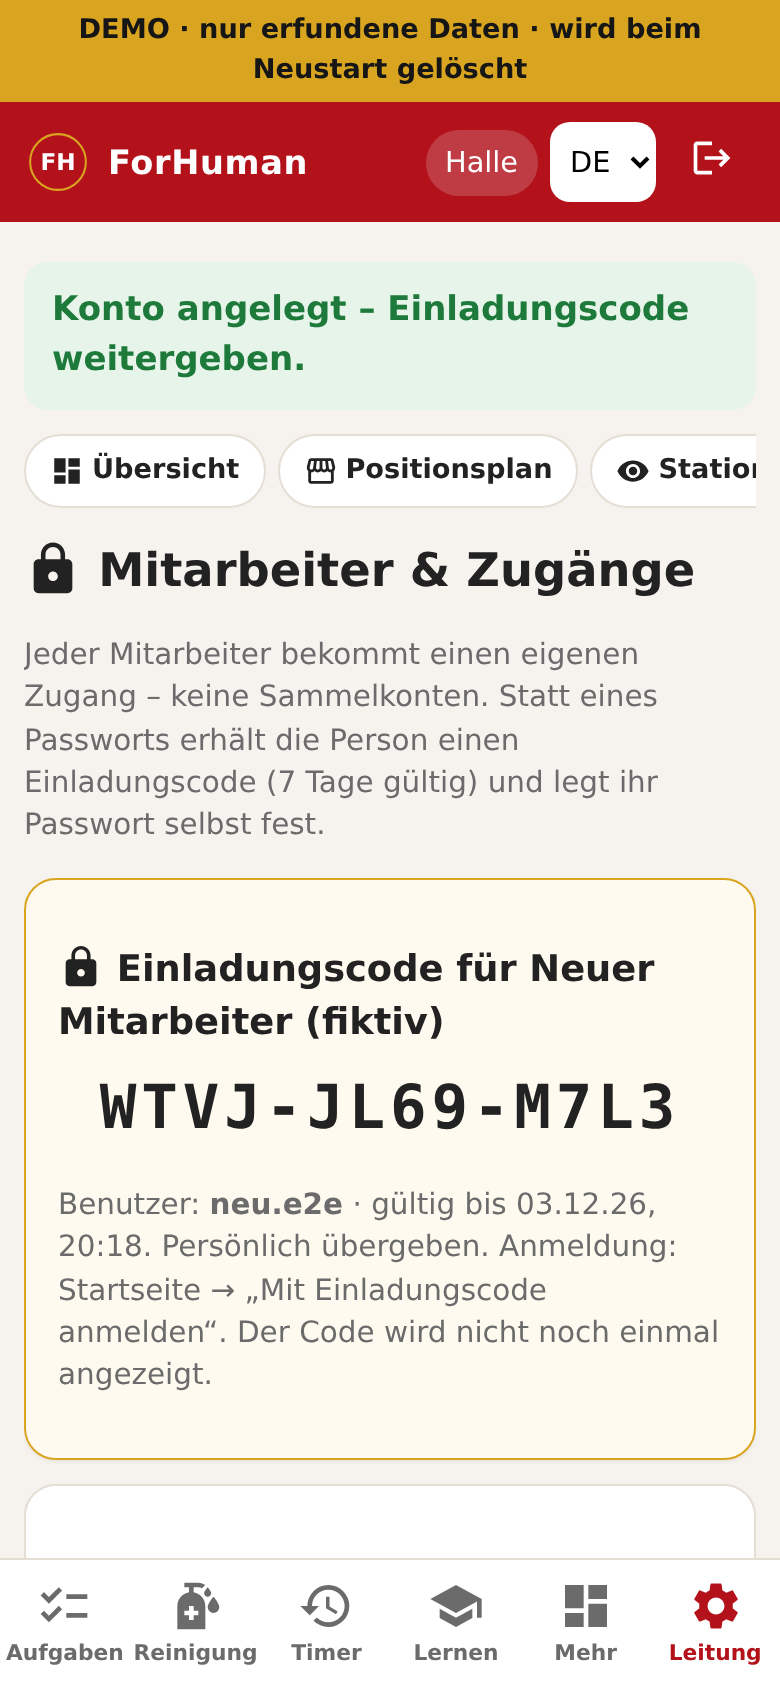 DEMO · nur erfundene Daten · wird beim
Neustart gelöscht
FH ForHuman Halle DE
Konto angelegt – Einladungscode
weitergeben.
Übersicht Positionsplan Station
Mitarbeiter & Zugänge
Jeder Mitarbeiter bekommt einen eigenen
Zugang – keine Sammelkonten. Statt eines
Passworts erhält die Person einen
Einladungscode (7 Tage gültig) und legt ihr
Passwort selbst fest.
Einladungscode für Neuer
Mitarbeiter (fiktiv)
WTVJ-JL69-M7L3
Benutzer: neu.e2e · gültig bis 03.12.26,
20:18. Persönlich übergeben. Anmeldung:
Startseite → „Mit Einladungscode
anmelden“. Der Code wird nicht noch einmal
angezeigt.
Aufgaben Reinigung Timer Lernen Mehr Leitung